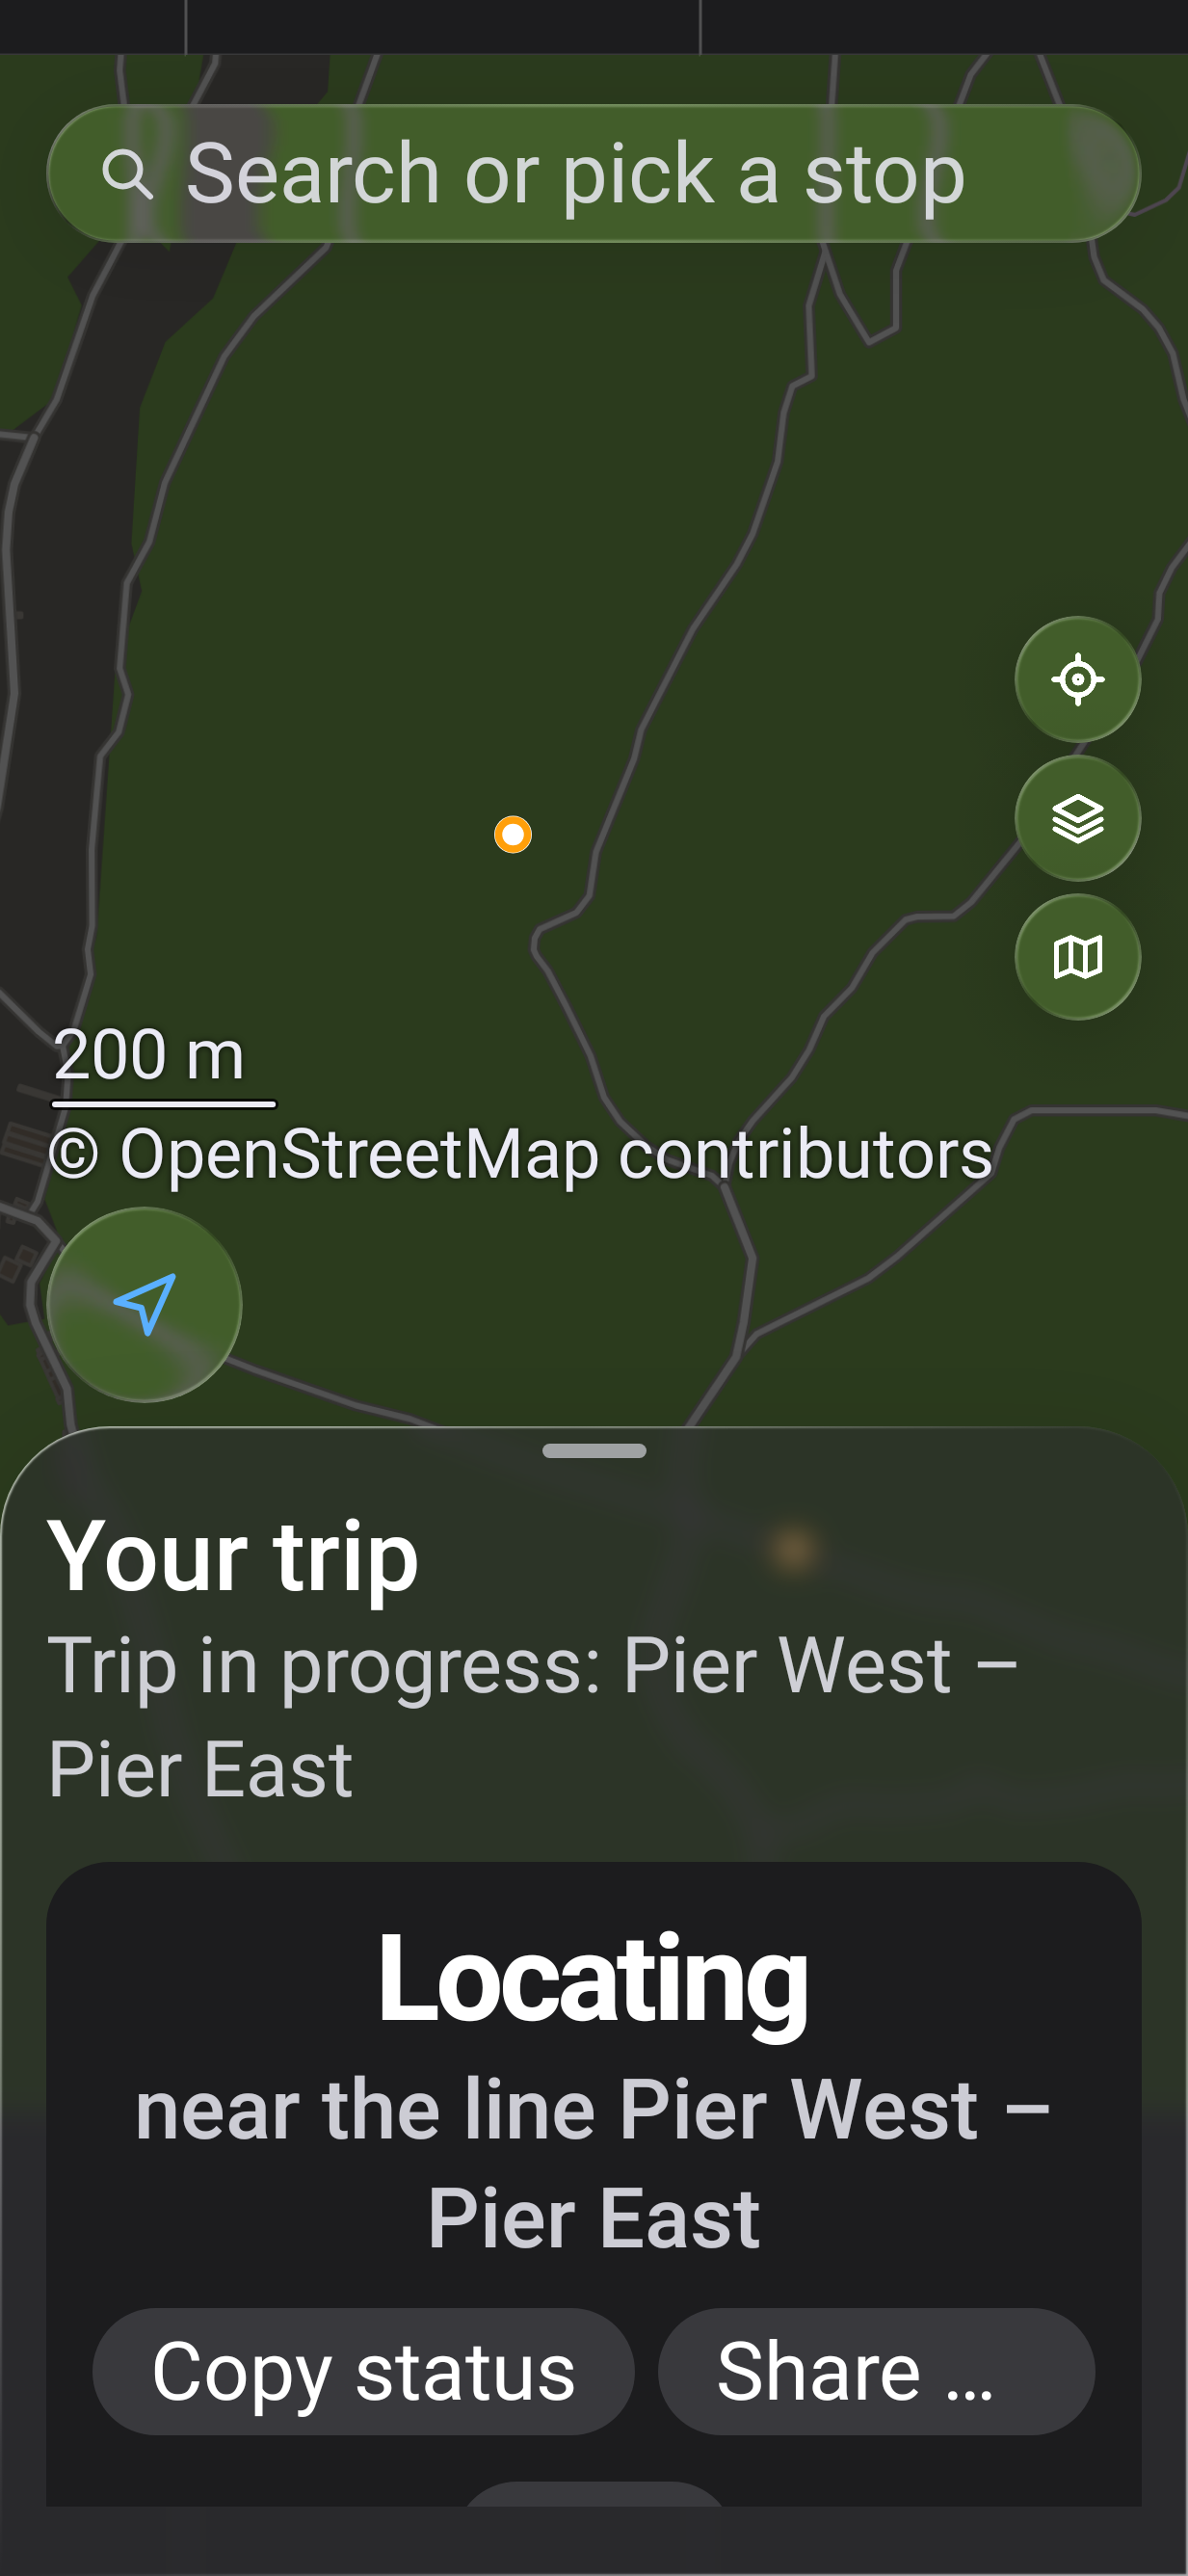 Search or pick a stop
200 m
© OpenStreetMap contributors
Your trip
Trip in progress: Pier West –
Pier East
Locating
near the line Pier West –
Pier East
Copy status
Share ...